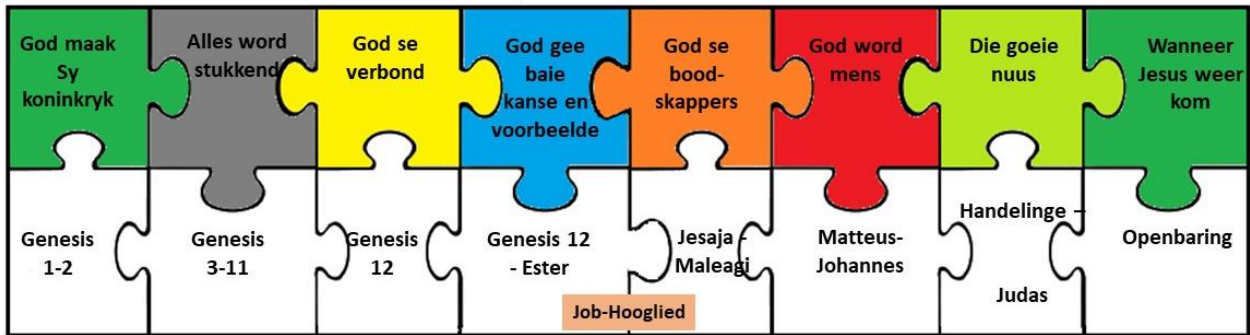 God maak
Sy
koninkryk
Alles word
stukkend
God se
verbond
God gee
baie
kanse en
voorbeelde
God se
bood-
skappers
God word
mens
Die goeie
nuus
Wanneer
Jesus weer
kom
Genesis
1-2
Genesis
3-11
Genesis
12
Genesis 12
- Ester
Jesaja -
Maleagi
Matteus-
Johannes
Handelinge –
Judas
Openbaring
Job-Hooglied